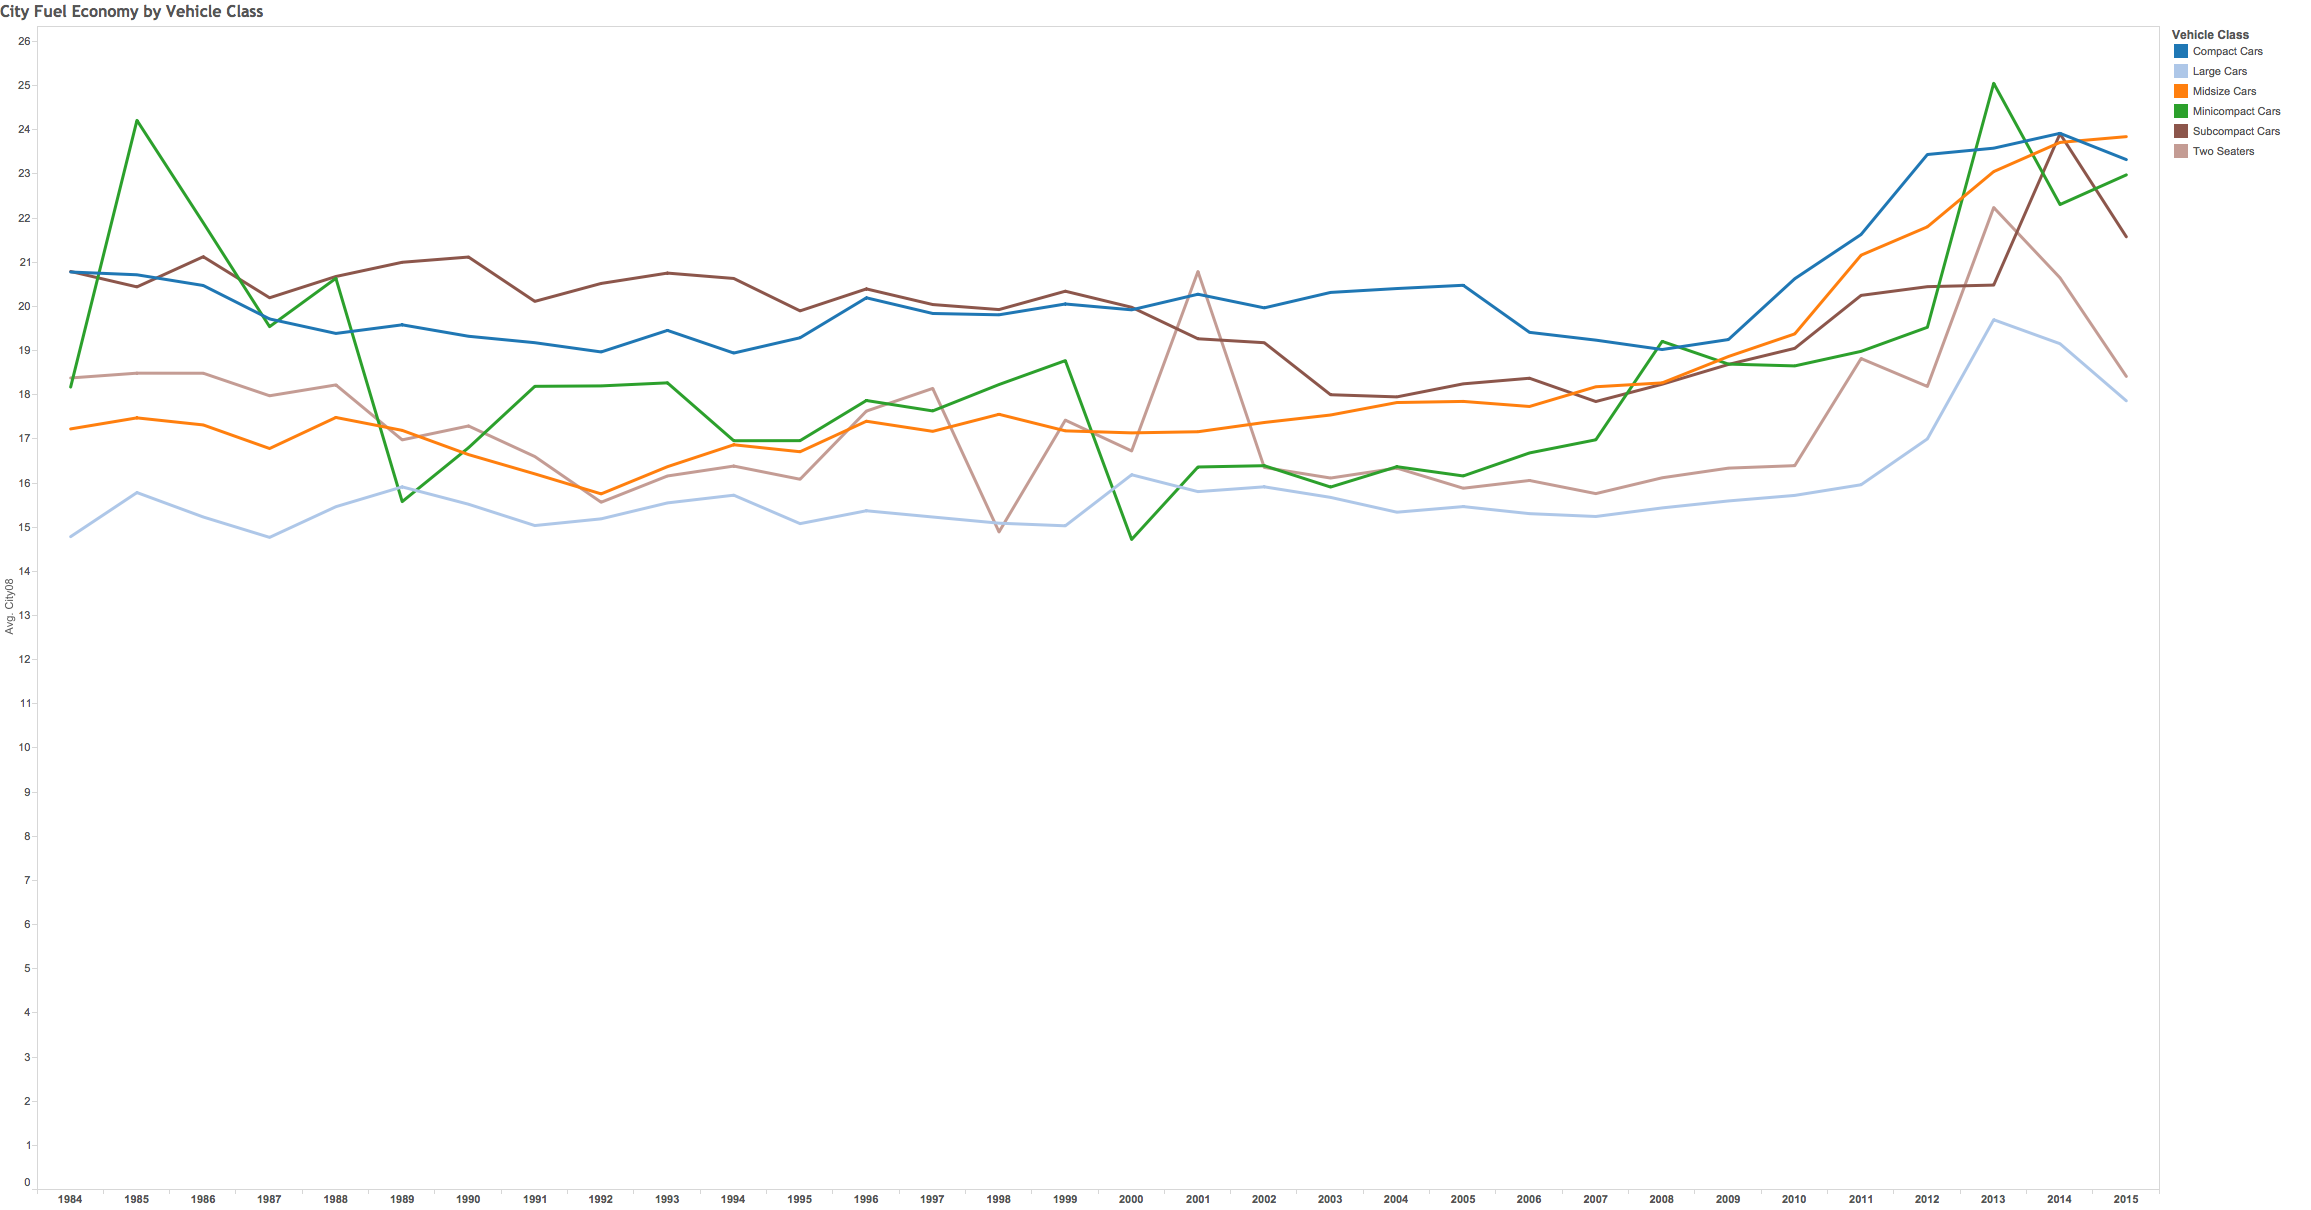 City Fuel Economy by Vehicle Class
26
25
24
23
22
21
20
19
18
17
16
15
14
13
12
11
10
9
8
7
6
5
4
3
2
1
0
Avg. City08
1984 1985 1986 1987 1988 1989 1990 1991 1992 1993 1994 1995 1996 1997 1998 1999 2000 2001 2002 2003 2004 2005 2006 2007 2008 2009 2010 2011 2012 2013 2014 2015
Vehicle Class
Compact Cars
Large Cars
Midsize Cars
Minicompact Cars
Subcompact Cars
Two Seaters